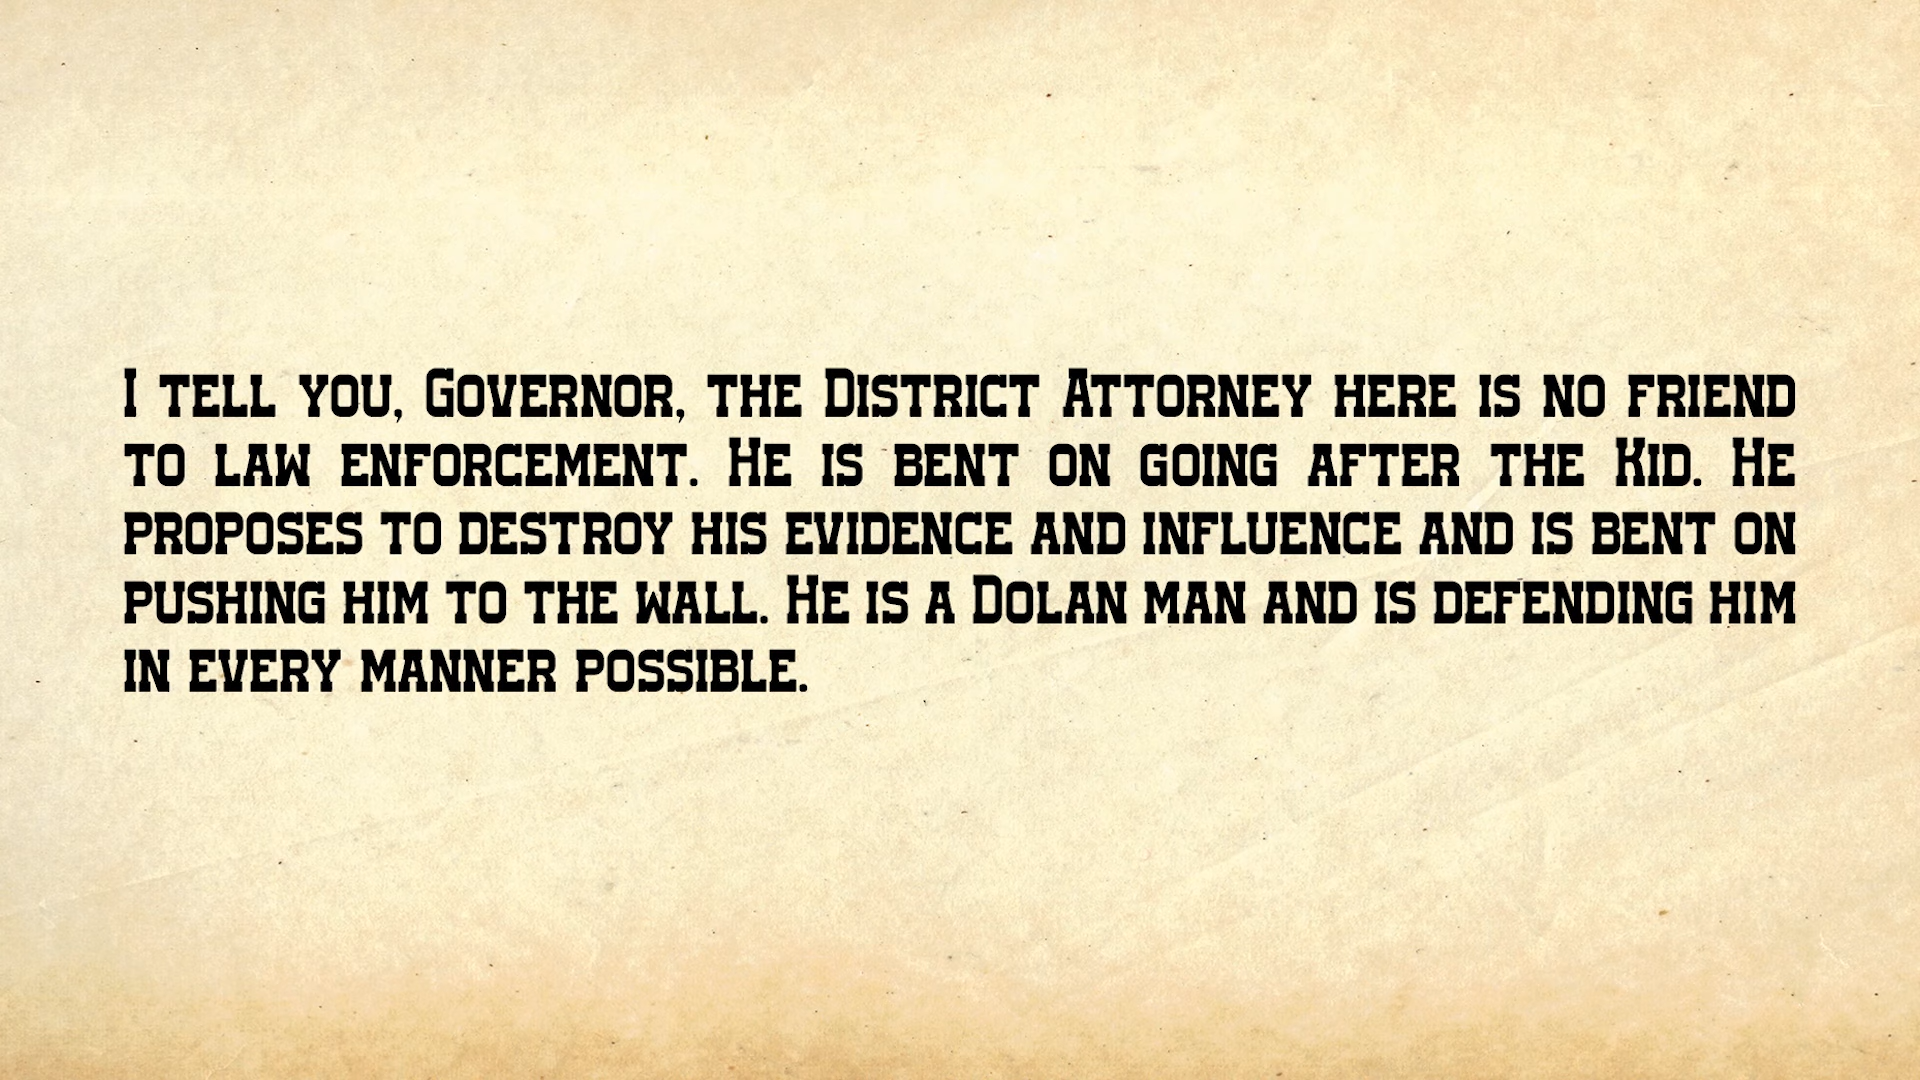 I tell you, Governor, the District Attorney here is no friend
to law enforcement. He is bent on going after the Kid. He
proposes to destroy his evidence and influence and is bent on
pushing him to the wall. He is a Dolan man and is defending him
in every manner possible.